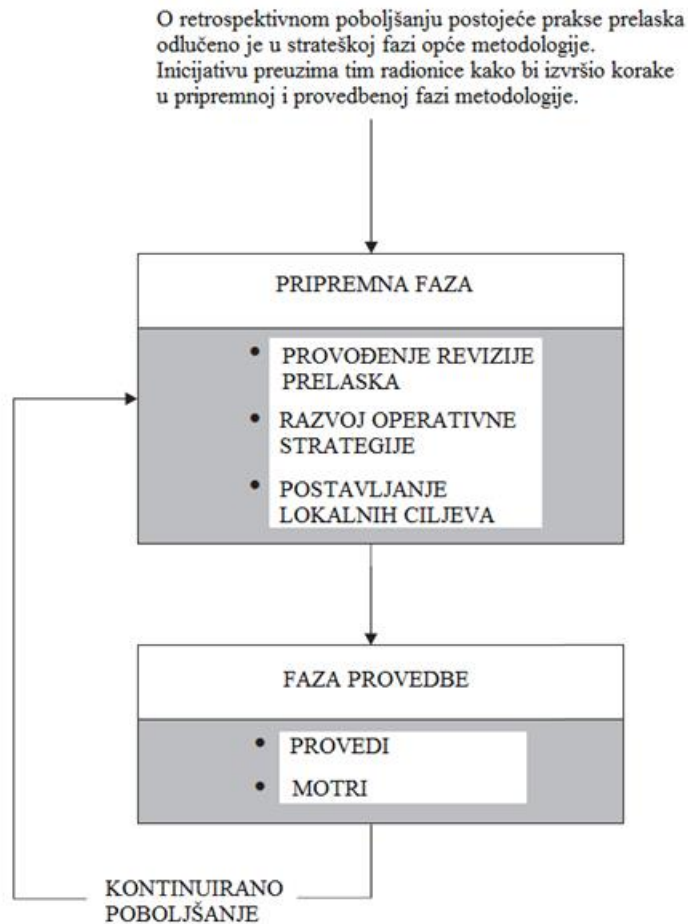 O retrospektivnom poboljšanju postojeće prakse prelaska
odlučeno je u strateškoj fazi opće metodologije.
Inicijativu preuzima tim radionice kako bi izvršio korake
u pripremnoj i provedbenoj fazi metodologije.
PRIPREMNA FAZA
• PROVOĐENJE REVIZIJE
PRELASKA
• RAZVOJ OPERATIVNE
STRATEGIJE
• POSTAVLJANJE
LOKALNIH CILJEVA
FAZA PROVEDBE
• PROVEDI
• MOTRI
KONTINUIRANO
POBOLJŠANJE